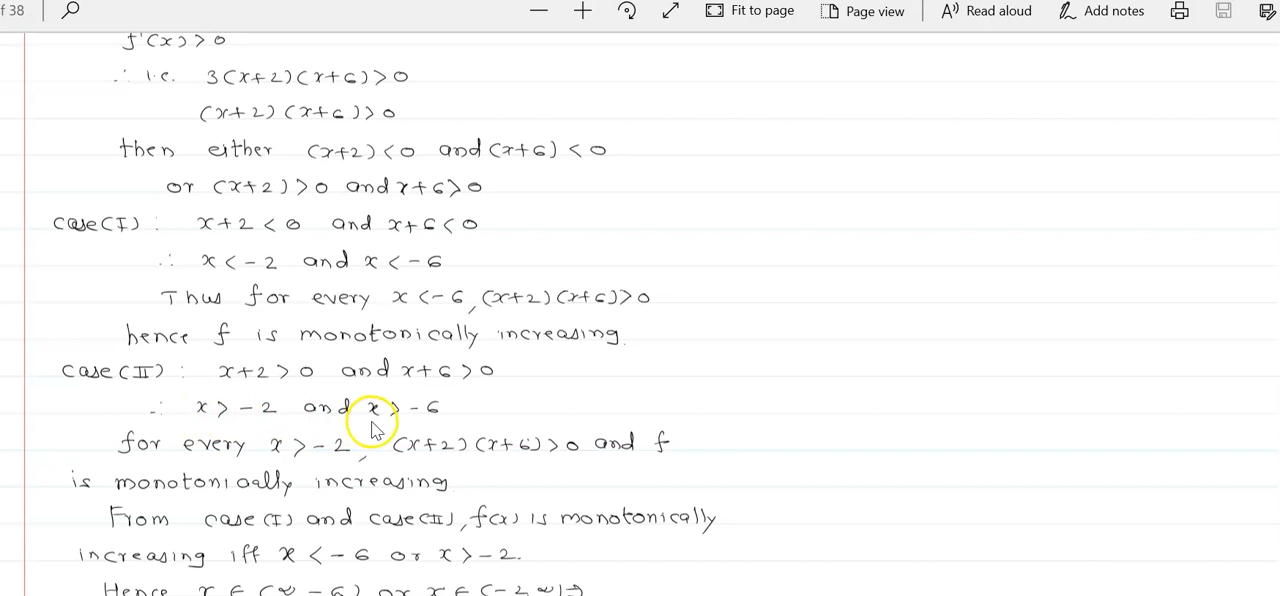 f 38
Fit to page
Page view
Read aloud
Add notes
f'(x)>0
∴ i.e. 3(x+2)(x+6)>0
(x+2)(x+6)>0
then either (x+2)<0 and (x+6)<0
or (x+2)>0 and x+6>0
case(I): x+2<0 and x+6<0
∴ x<-2 and x<-6
Thus for every x<-6, (x+2)(x+6)>0
hence f is monotonically increasing.
case(II): x+2>0 and x+6>0
∴ x>-2 and x>-6
for every x>-2, (x+2)(x+6)>0 and f
is monotonically increasing
From case(I) and case(II), f(x) is monotonically
increasing iff x<-6 or x>-2.
Hence